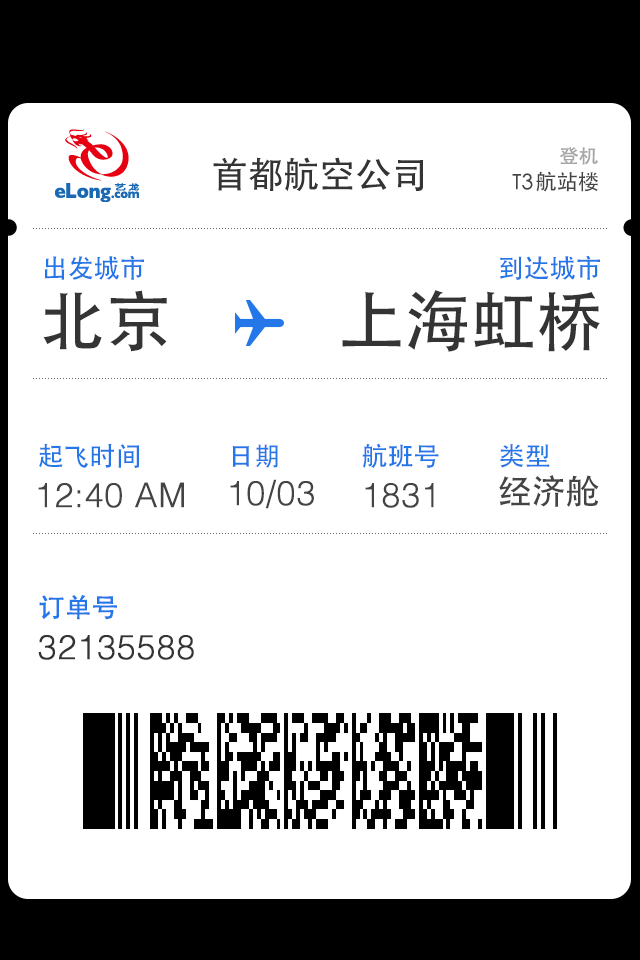 eLong.com 艺龙
首都航空公司
登机
T3航站楼
出发城市 到达城市
北京 上海虹桥
起飞时间 日期 航班号 类型
12:40 AM 10/03 1831 经济舱
订单号
32135588